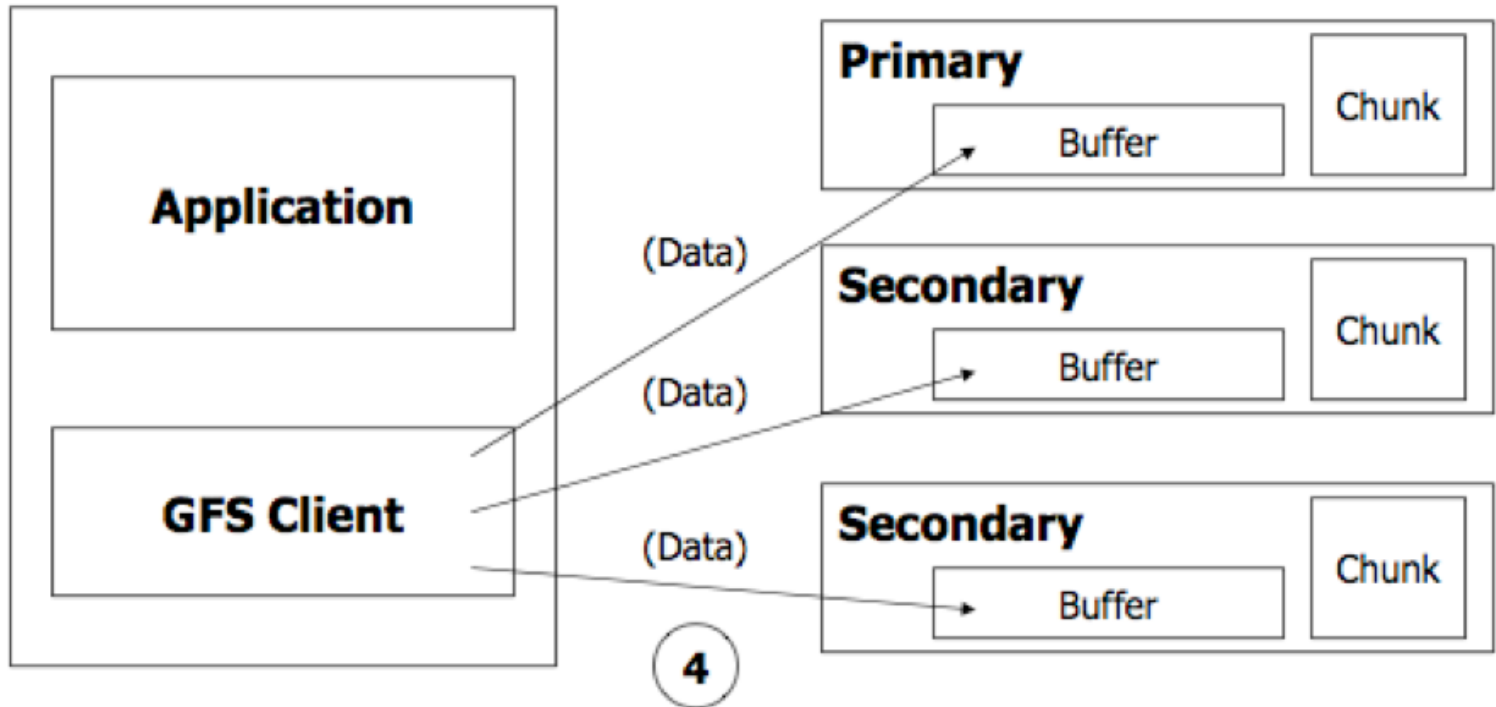 Application
GFS Client
(Data)
(Data)
(Data)
4
Primary
Buffer
Chunk
Secondary
Buffer
Chunk
Secondary
Buffer
Chunk